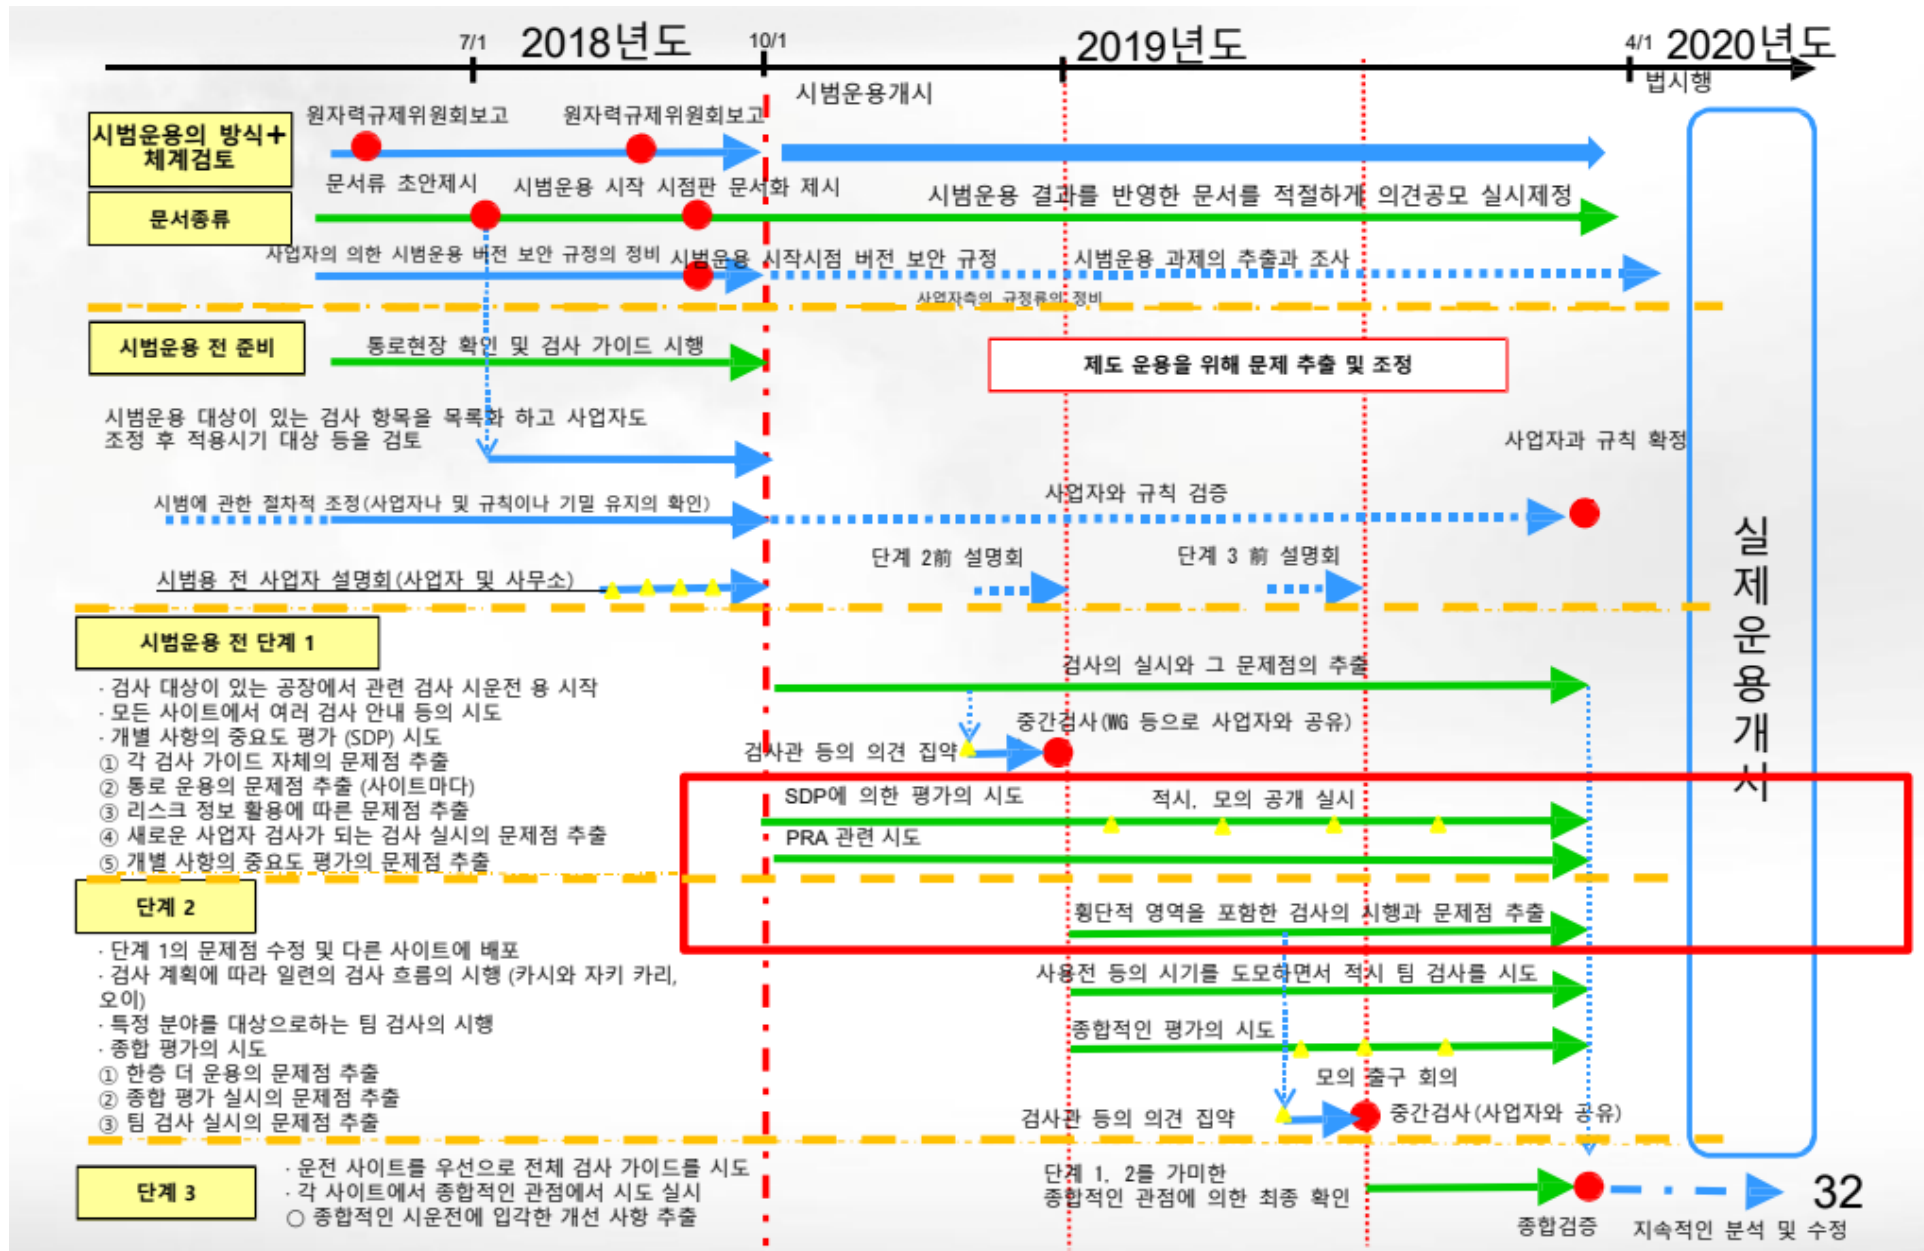 7/1
2018년도
10/1
2019년도
4/1
2020년도
시범운용개시
법시행
시범운용의 방식+
체계검토
원자력규제위원회보고
원자력규제위원회보고
문서종류
문서류 초안제시
시범운용 시작 시점판 문서화 제시
시범운용 결과를 반영한 문서를 적절하게 의견공모 실시제정
사업자의 의한 시범운용 버전 보안 규정의 정비
시범운용 시작시점 버전 보안 규정
시범운용 과제의 추출과 조사
사업자측의 규정류의 정비
시범운용 전 준비
통로현장 확인 및 검사 가이드 시행
제도 운용을 위해 문제 추출 및 조정
시범운용 대상이 있는 검사 항목을 목록화 하고 사업자도
조정 후 적용시기 대상 등을 검토
사업자과 규칙 확정
시범에 관한 절차적 조정(사업자나 및 규칙이나 기밀 유지의 확인)
사업자와 규칙 검증
시범용 전 사업자 설명회(사업자 및 사무소)
단계 2前 설명회
단계 3 前 설명회
실제운용개시
시범운용 전 단계 1
· 검사 대상이 있는 공장에서 관련 검사 시운전 용 시작
· 모든 사이트에서 여러 검사 안내 등의 시도
· 개별 사항의 중요도 평가 (SDP) 시도
① 각 검사 가이드 자체의 문제점 추출
② 통로 운용의 문제점 추출 (사이트마다)
③ 리스크 정보 활용에 따른 문제점 추출
④ 새로운 사업자 검사가 되는 검사 실시의 문제점 추출
⑤ 개별 사항의 중요도 평가의 문제점 추출
검사의 실시와 그 문제점의 추출
중간검사(WG 등으로 사업자와 공유)
검사관 등의 의견 집약
SDP에 의한 평가의 시도
적시, 모의 공개 실시
PRA 관련 시도
단계 2
· 단계 1의 문제점 수정 및 다른 사이트에 배포
· 검사 계획에 따라 일련의 검사 흐름의 시행 (카시와 자키 카리,
오이)
· 특정 분야를 대상으로하는 팀 검사의 시행
· 종합 평가의 시도
① 한층 더 운용의 문제점 추출
② 종합 평가 실시의 문제점 추출
③ 팀 검사 실시의 문제점 추출
횡단적 영역을 포함한 검사의 시행과 문제점 추출
사용전 등의 시기를 도모하면서 적시 팀 검사를 시도
종합적인 평가의 시도
모의 출구 회의
검사관 등의 의견 집약
중간검사(사업자와 공유)
단계 3
· 운전 사이트를 우선으로 전체 검사 가이드를 시도
· 각 사이트에서 종합적인 관점에서 시도 실시
○ 종합적인 시운전에 입각한 개선 사항 추출
단계 1, 2를 가미한
종합적인 관점에 의한 최종 확인
종합검증
지속적인 분석 및 수정
32